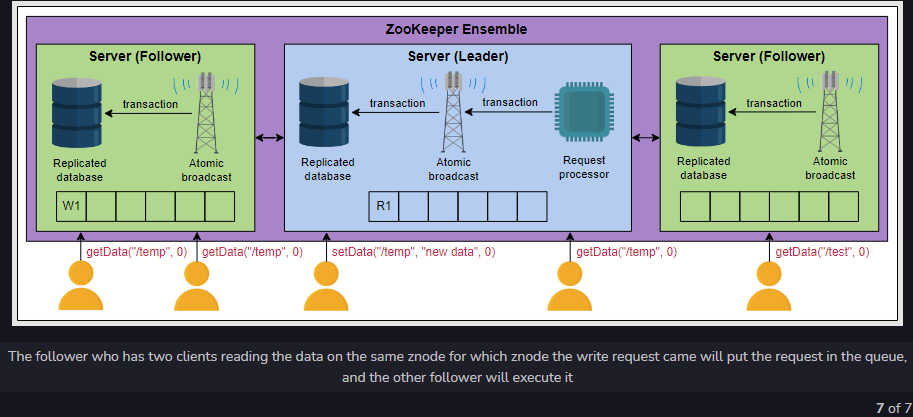 ZooKeeper Ensemble
Server (Follower)
transaction
Replicated
database
Atomic
broadcast
W1
Server (Leader)
transaction
transaction
Replicated
database
Atomic
broadcast
Request
processor
R1
Server (Follower)
transaction
Replicated
database
Atomic
broadcast
getData("/temp", 0)
getData("/temp", 0)
setData("/temp", "new data", 0)
getData("/temp", 0)
getData("/test", 0)
The follower who has two clients reading the data on the same znode for which znode the write request came will put the request in the queue,
and the other follower will execute it
7 of 7